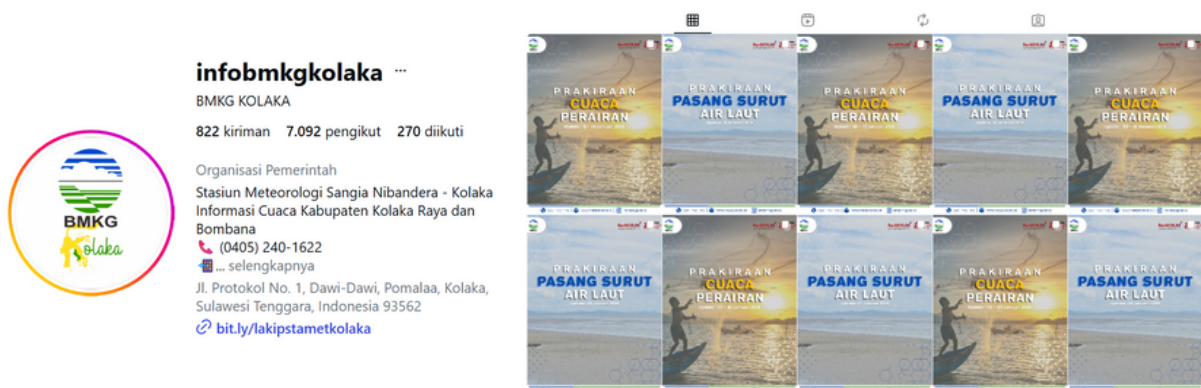 infobmkgkolaka ...
BMKG KOLAKA
822 kiriman 7.092 pengikut 270 diikuti
Organisasi Pemerintah
Stasiun Meteorologi Sangia Nibandera - Kolaka
Informasi Cuaca Kabupaten Kolaka Raya dan
Bombana
(0405) 240-1622
... selengkapnya
Jl. Protokol No. 1, Dawi-Dawi, Pomalaa, Kolaka,
Sulawesi Tenggara, Indonesia 93562
bit.ly/lakipstametkolaka
BMKG
Kolaka
PRAKIRAAN
CUACA
PERAIRAN
PRAKIRAAN
PASANG SURUT
AIR LAUT
PRAKIRAAN
CUACA
PERAIRAN
PRAKIRAAN
PASANG SURUT
AIR LAUT
PRAKIRAAN
CUACA
PERAIRAN
PRAKIRAAN
PASANG SURUT
AIR LAUT
PRAKIRAAN
CUACA
PERAIRAN
PRAKIRAAN
PASANG SURUT
AIR LAUT
PRAKIRAAN
CUACA
PERAIRAN
PRAKIRAAN
PASANG SURUT
AIR LAUT